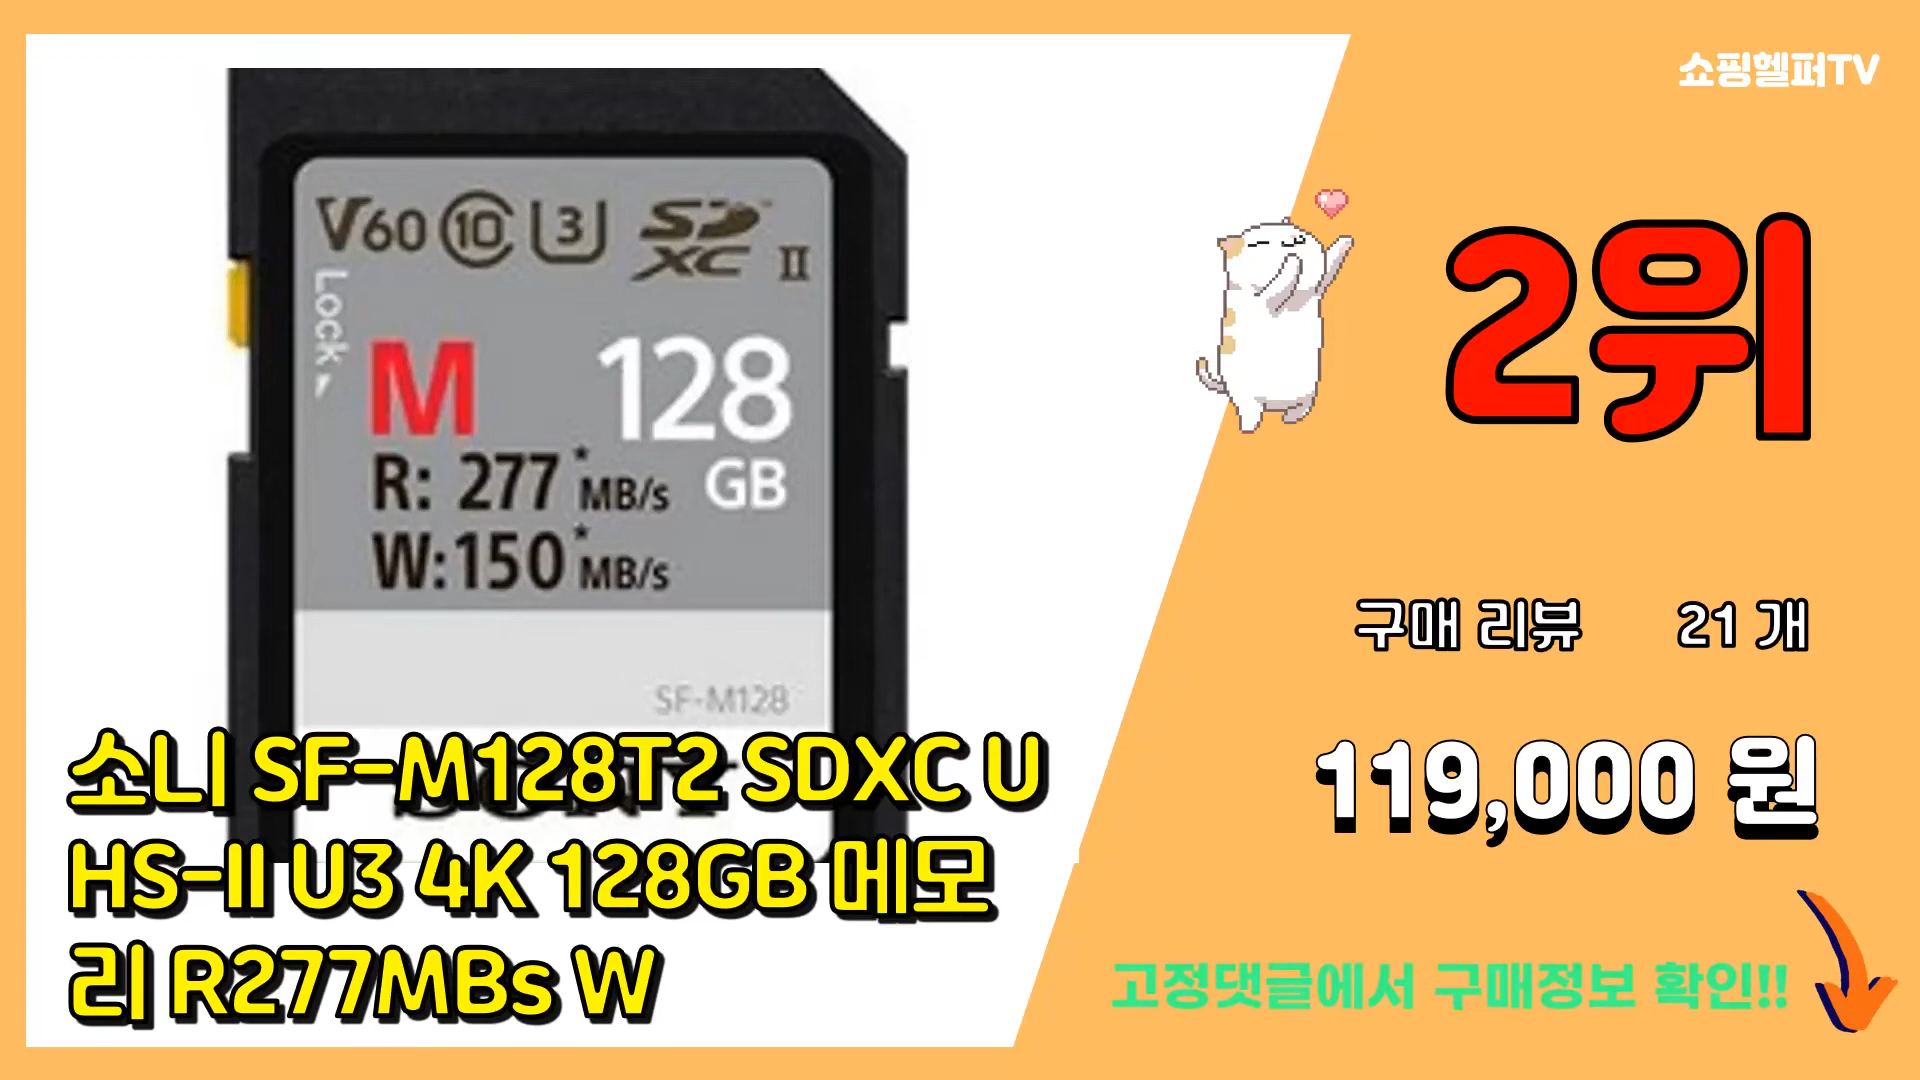 쇼핑헬퍼TV
V60 10 U3 SD XC II
Lock
M 128 GB
R: 277* MB/s
W:150* MB/s
SF-M128
소니 SF-M128T2 SDXC U
HS-II U3 4K 128GB 메모
리 R277MBs W
2위
구매 리뷰 21 개
119,000 원
고정댓글에서 구매정보 확인!!